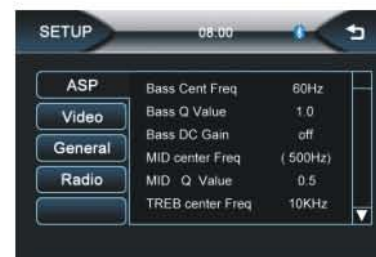 SETUP 08:00
ASP
Video
General
Radio
Bass Cent Freq 60Hz
Bass Q Value 1.0
Bass DC Gain off
MID center Freq ( 500Hz)
MID Q Value 0.5
TREB center Freq 10KHz